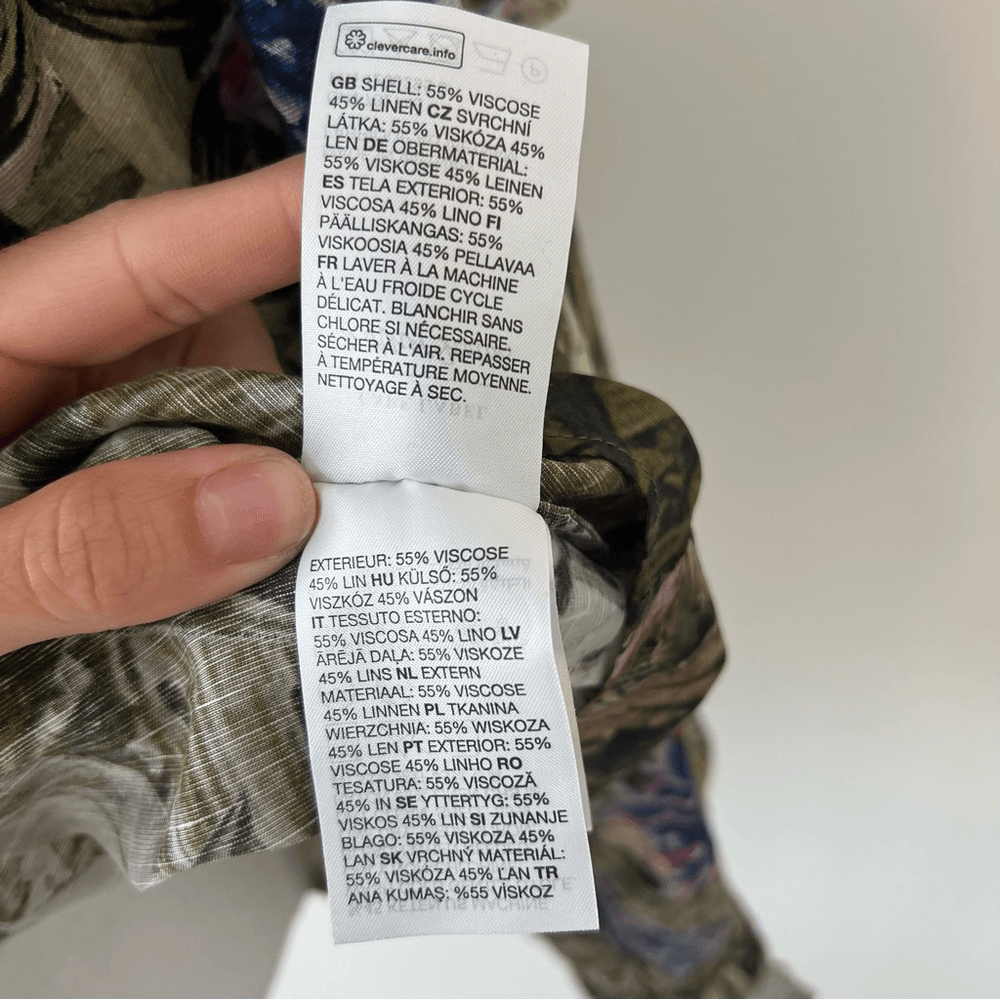 clevercare.info
GB SHELL: 55% VISCOSE
45% LINEN CZ SVRCHNÍ
LÁTKA: 55% VISKÓZA 45%
LEN DE OBERMATERIAL:
55% VISKOSE 45% LEINEN
ES TELA EXTERIOR: 55%
VISCOSA 45% LINO FI
PÄÄLLISKANGAS: 55%
VISKOOSIA 45% PELLAVAA
FR LAVER À LA MACHINE
À L'EAU FROIDE CYCLE
DÉLICAT. BLANCHIR SANS
CHLORE SI NÉCESSAIRE.
SÉCHER À L'AIR. REPASSER
À TEMPÉRATURE MOYENNE.
NETTOYAGE À SEC.
EXTERIEUR: 55% VISCOSE
45% LIN HU KÜLSŐ: 55%
VISZKÓZ 45% VÁSZON
IT TESSUTO ESTERNO:
55% VISCOSA 45% LINO LV
ĀRĒJĀ DAĻA: 55% VISKOZE
45% LINS NL EXTERN
MATERIAAL: 55% VISCOSE
45% LINNEN PL TKANINA
WIERZCHNIA: 55% WISKOZA
45% LEN PT EXTERIOR: 55%
VISCOSE 45% LINHO RO
TESATURA: 55% VISCOZĂ
45% IN SE YTTERTYG: 55%
VISKOS 45% LIN SI ZUNANJE
BLAGO: 55% VISKOZA 45%
LAN SK VRCHNÝ MATERIÁL:
55% VISKÓZA 45% ĽAN TR
ANA KUMAŞ: %55 VİSKOZ